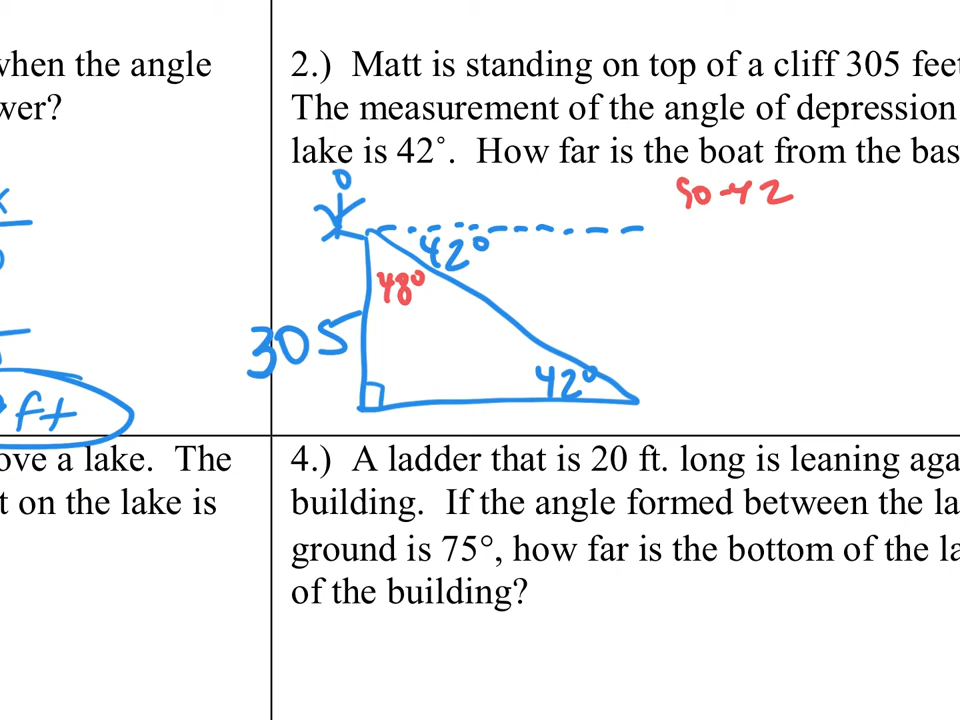 when the angle
wer?
x
ft
ove a lake. The
t on the lake is
2.) Matt is standing on top of a cliff 305 feet
The measurement of the angle of depression
lake is 42°. How far is the boat from the bas
90-42
42°
48°
305
42°
4.) A ladder that is 20 ft. long is leaning aga
building. If the angle formed between the la
ground is 75°, how far is the bottom of the la
of the building?